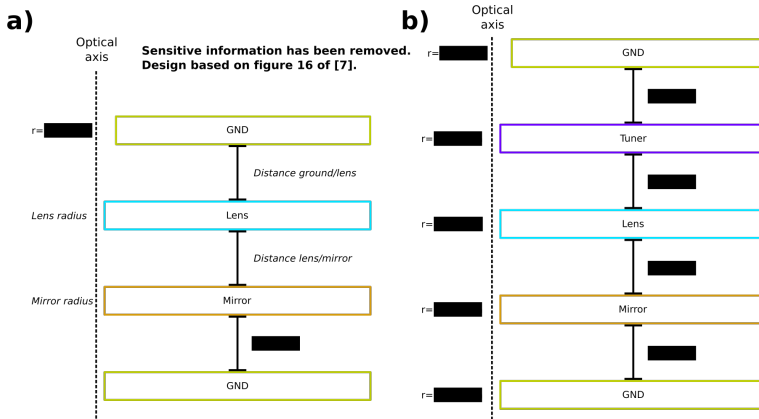 a)
Optical
axis
Sensitive information has been removed.
Design based on figure 16 of [7].
r=
GND
Distance ground/lens
Lens radius
Lens
Distance lens/mirror
Mirror radius
Mirror
GND
b)
Optical
axis
r=
GND
r=
Tuner
r=
Lens
r=
Mirror
r=
GND